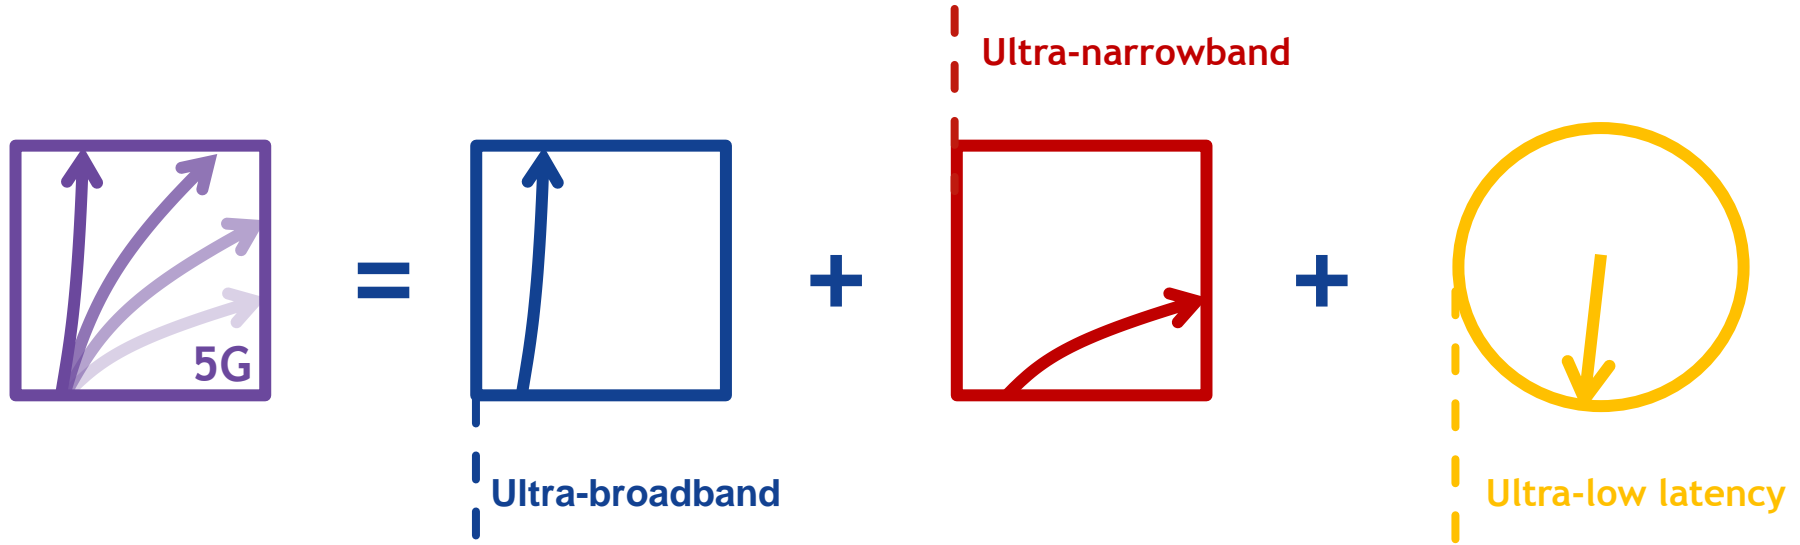 Ultra-narrowband
5G
=
+
+
Ultra-broadband
Ultra-low latency